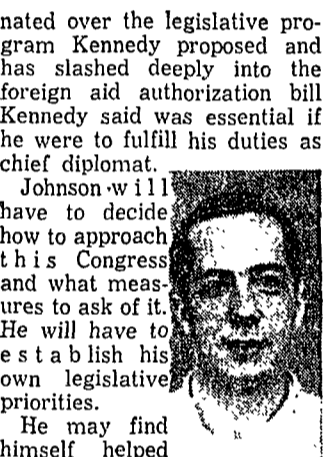 nated over the legislative pro-
gram Kennedy proposed and
has slashed deeply into the
foreign aid authorization bill
Kennedy said was essential if
he were to fulfill his duties as
chief diplomat.
Johnson will
have to decide
how to approach
this Congress
and what meas-
ures to ask of it.
He will have to
establish his
own legislative
priorities.
He may find
himself helped